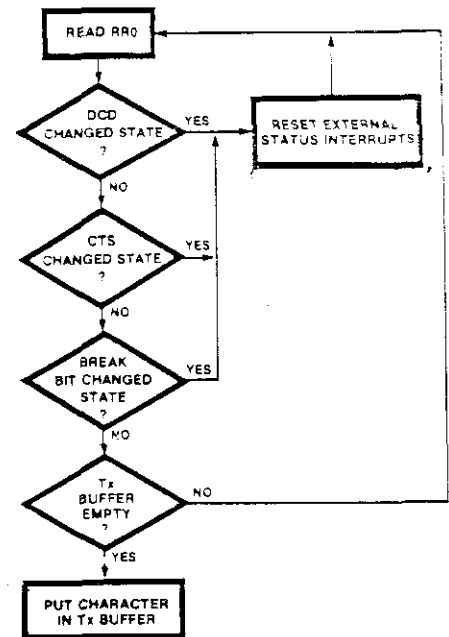 READ RR0
DCD
CHANGED STATE
?
YES
RESET EXTERNAL
STATUS INTERRUPTS
NO
CTS
CHANGED STATE
?
YES
NO
BREAK
BIT CHANGED
STATE
?
YES
NO
Tx
BUFFER
EMPTY
?
NO
YES
PUT CHARACTER
IN Tx BUFFER